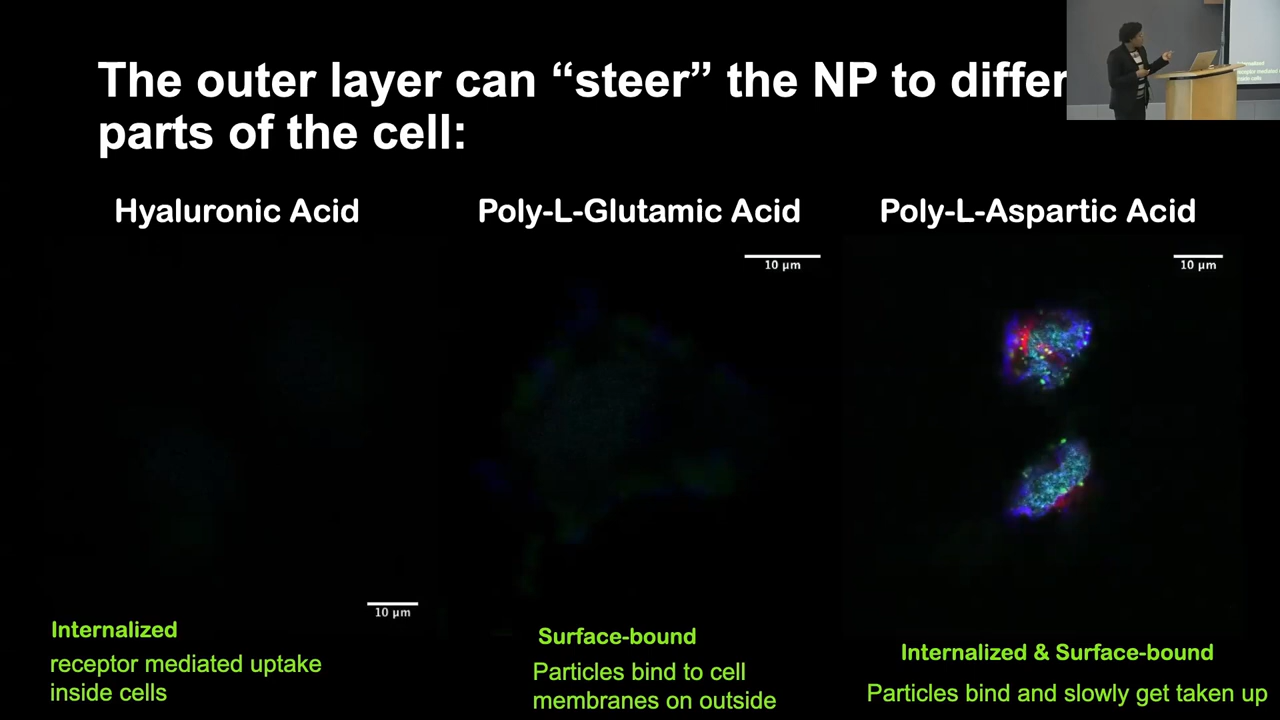 The outer layer can “steer” the NP to
parts of the cell:
Hyaluronic Acid
Poly-L-Glutamic Acid
Poly-L-Aspartic Acid
10 µm
10 µm
10 µm
Internalized
receptor mediated uptake
inside cells
Surface-bound
Particles bind to cell
membranes on outside
Internalized & Surface-bound
Particles bind and slowly get taken up